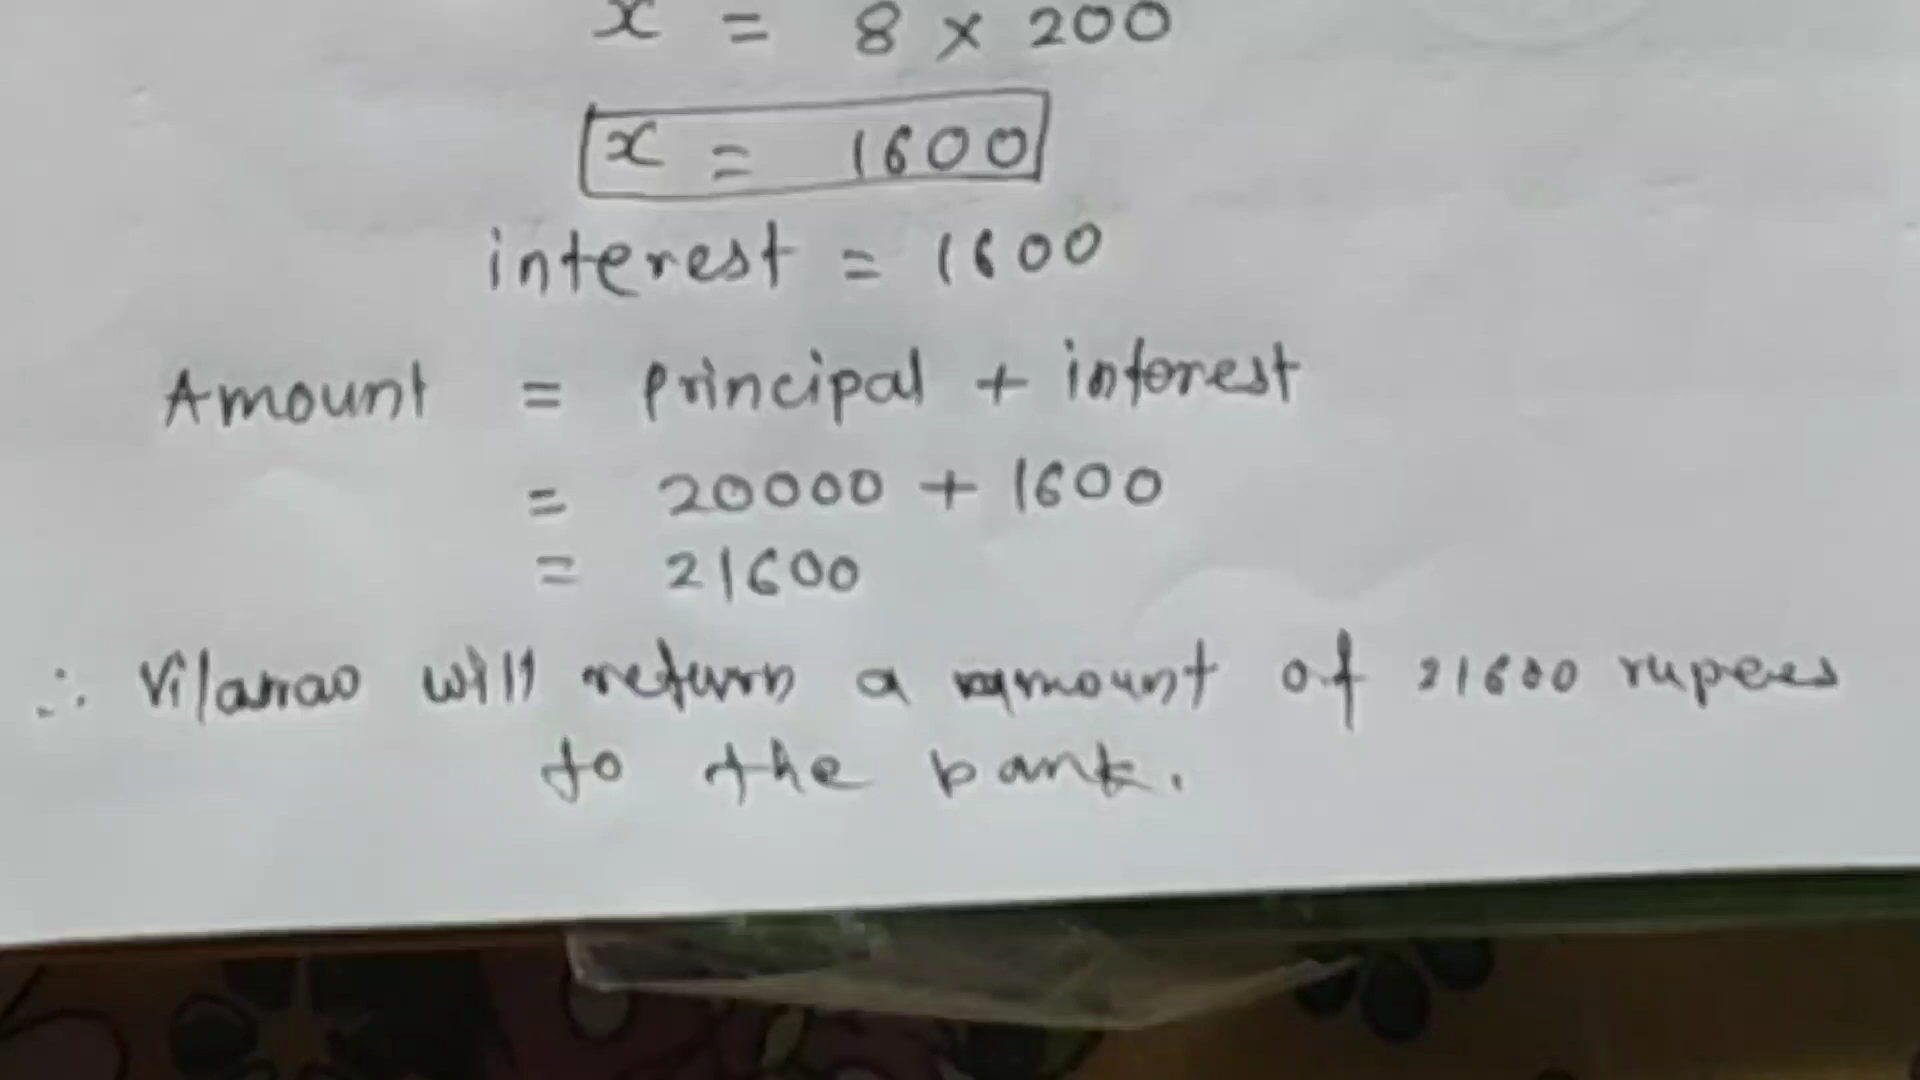 x = 8 × 200
x = 1600
interest = 1600
Amount = principal + interest
= 20000 + 1600
= 21600
∴ Vilasrao will return a amount of 21600 rupees
to the bank.